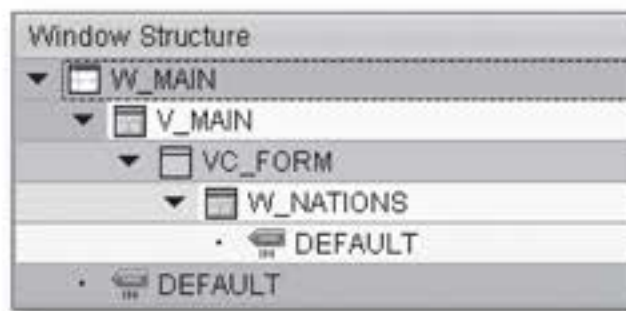 Window Structure
W_MAIN
V_MAIN
VC_FORM
W_NATIONS
DEFAULT
DEFAULT